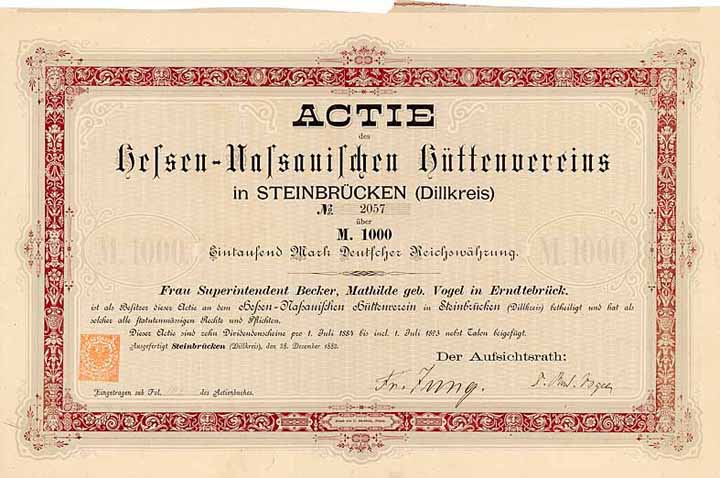 ACTIE
des
Hessen-Nassauischen Hüttenvereins
in STEINBRÜCKEN (Dillkreis)
No. 2057
über
M. 1000
M. 1000 Eintausend Mark Deutscher Reichswährung. M. 1000
Frau Superintendent Becker, Mathilde geb. Vogel in Erndtebrück.
ist als Besitzer dieser Actie an dem Hessen-Nassauischen Hüttenverein in Steinbrücken (Dillkreis) betheiligt und hat als
solcher alle statutenmässigen Rechte und Pflichten.
Dieser Actie sind zehn Dividendenscheine pro 1. Juli 1884 bis incl. 1. Juli 1893 nebst Talon beigefügt.
Ausgefertigt Steinbrücken (Dillkreis), den 28. December 1883.
Der Aufsichtsrath:
Fr. Jung.
Eingetragen sub Fol. des Actienbuches.